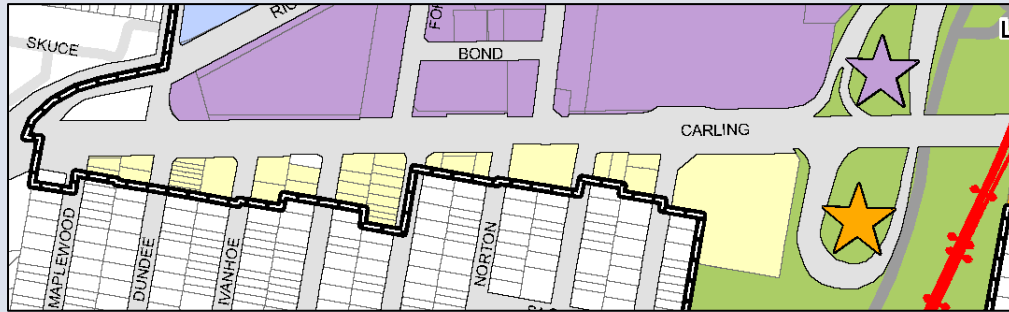 SKUCE
BOND
CARLING
MAPLEWOOD
DUNDEE
IVANHOE
NORTON